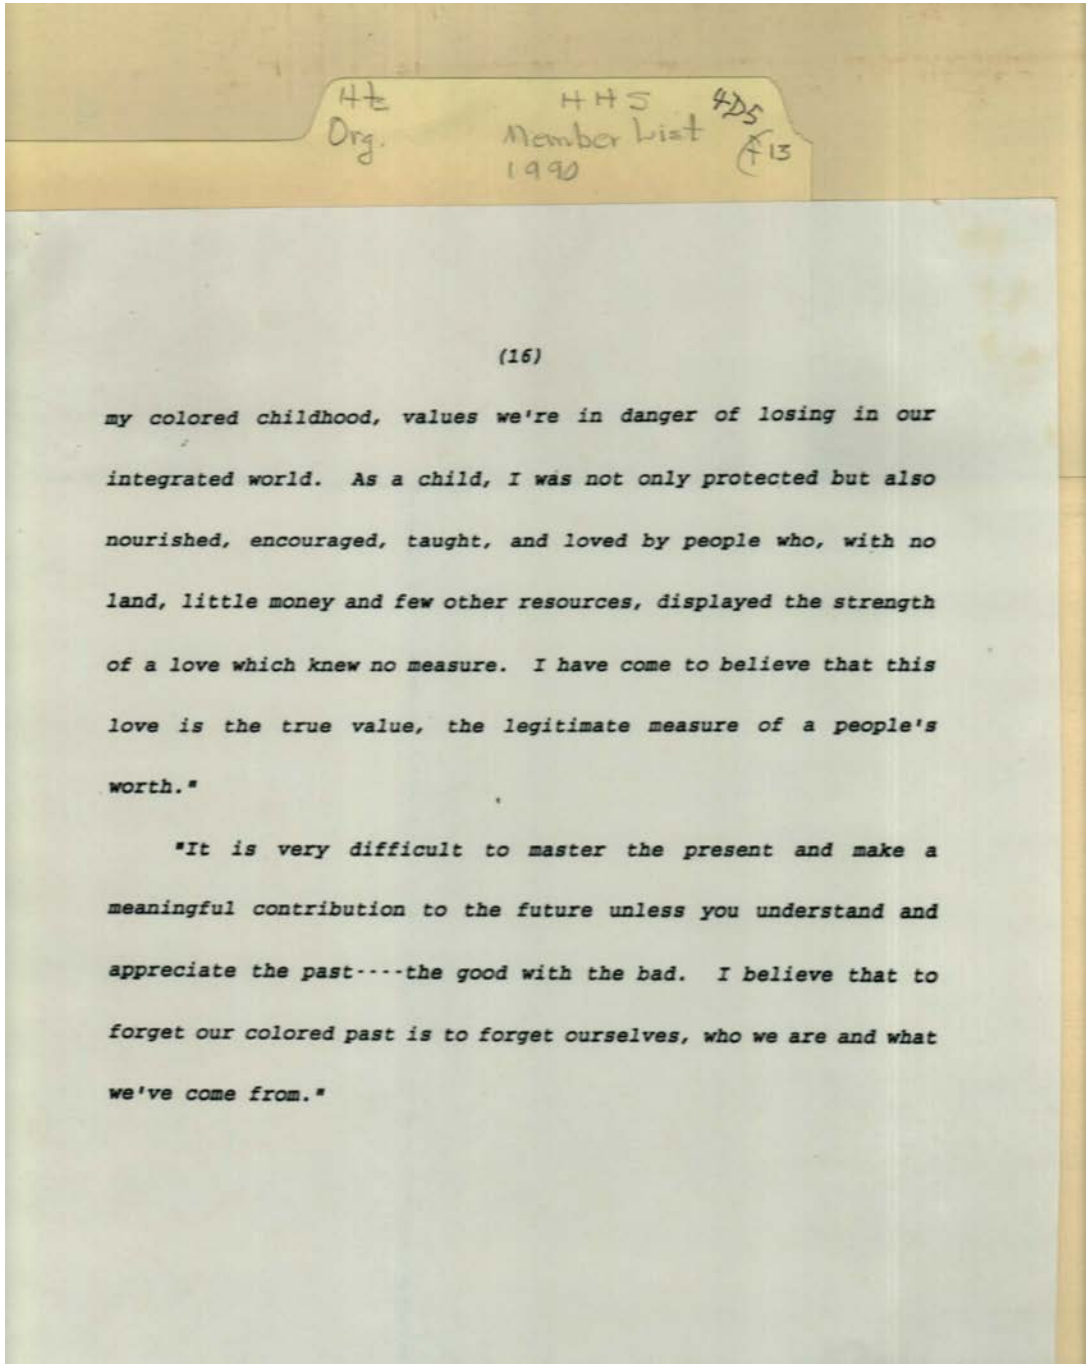 Htz HHS 4D5
Org. Member List F13
1990
(16)
my colored childhood, values we're in danger of losing in our
integrated world. As a child, I was not only protected but also
nourished, encouraged, taught, and loved by people who, with no
land, little money and few other resources, displayed the strength
of a love which knew no measure. I have come to believe that this
love is the true value, the legitimate measure of a people's
worth."
"It is very difficult to master the present and make a
meaningful contribution to the future unless you understand and
appreciate the past----the good with the bad. I believe that to
forget our colored past is to forget ourselves, who we are and what
we've come from."